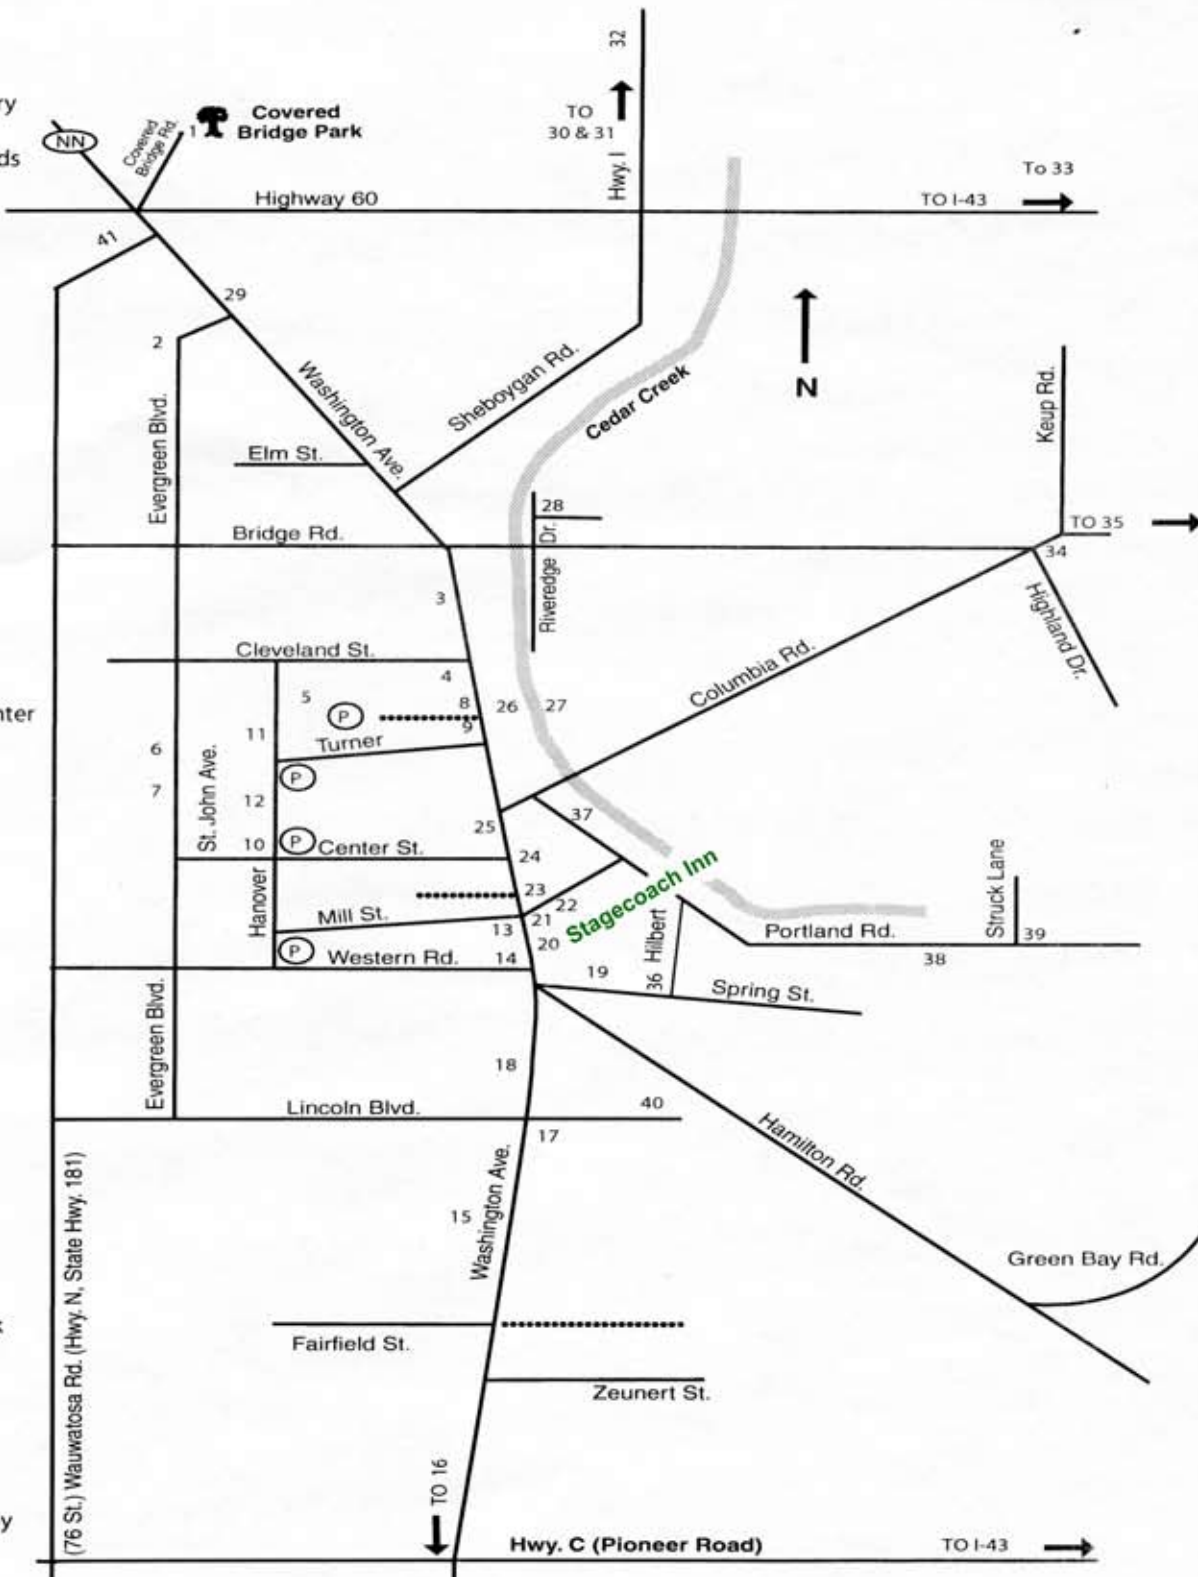 32
ry
NN
Covered
Bridge Rd.
1
Covered
Bridge Park
TO
30 & 31
Hwy. I
ds
To 33
Highway 60
TO I-43
41
29
2
Washington Ave.
Sheboygan Rd.
Cedar Creek
N
Keup Rd.
Evergreen Blvd.
Elm St.
28
Riveredge Dr.
TO 35
Bridge Rd.
34
Highland Dr.
3
Cleveland St.
4
5
P
8
26
27
Columbia Rd.
nter
11
9
Turner
6
St. John Ave.
P
7
12
37
25
10
P
Center St.
24
Stagecoach Inn
Struck Lane
23
22
Hanover
Mill St.
21
13
20
Hilbert
Portland Rd.
39
P
Western Rd.
14
19
36
38
Spring St.
Evergreen Blvd.
18
Lincoln Blvd.
40
17
Hamilton Rd.
15
Washington Ave.
(76 St.) Wauwatosa Rd. (Hwy. N, State Hwy. 181)
Green Bay Rd.
k
Fairfield St.
Zeunert St.
TO 16
y
Hwy. C (Pioneer Road)
TO I-43